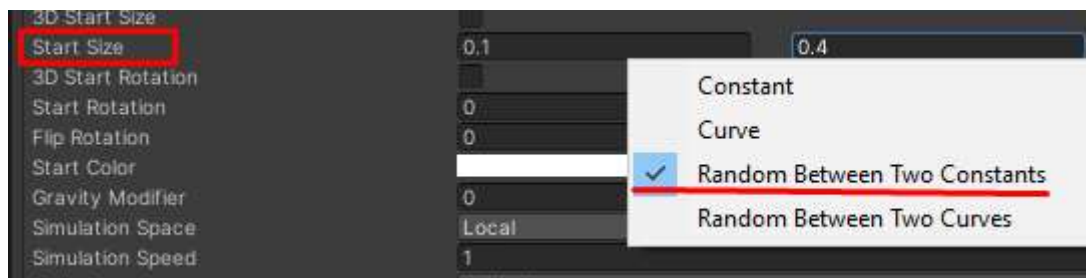 3D Start Size
Start Size 0.1 0.4
3D Start Rotation
Constant
Start Rotation 0
Curve
Flip Rotation 0
Start Color
Random Between Two Constants
Gravity Modifier 0
Random Between Two Curves
Simulation Space Local
Simulation Speed 1